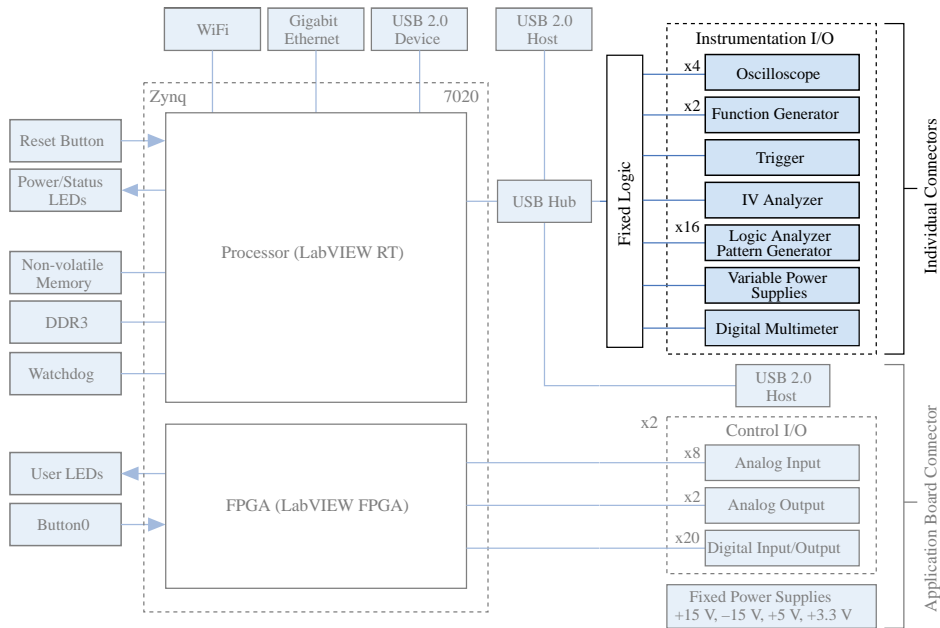 WiFi
Gigabit
Ethernet
USB 2.0
Device
USB 2.0
Host
Instrumentation I/O
x4
Oscilloscope
x2
Function Generator
Trigger
IV Analyzer
x16
Logic Analyzer
Pattern Generator
Variable Power
Supplies
Digital Multimeter
Fixed Logic
Individual Connectors
Zynq
7020
Reset Button
Power/Status
LEDs
Non-volatile
Memory
DDR3
Watchdog
Processor (LabVIEW RT)
USB Hub
USB 2.0
Host
x2
Control I/O
x8
Analog Input
x2
Analog Output
x20
Digital Input/Output
User LEDs
Button0
FPGA (LabVIEW FPGA)
Fixed Power Supplies
+15 V, –15 V, +5 V, +3.3 V
Application Board Connector